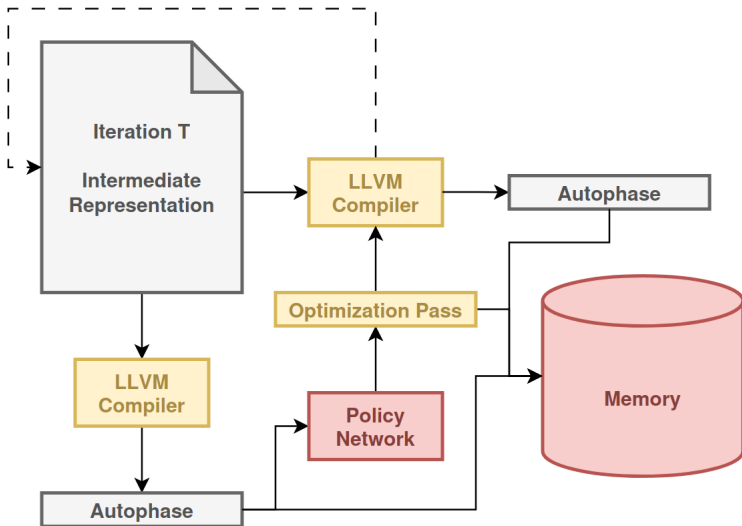 Iteration T
Intermediate
Representation
LLVM
Compiler
Autophase
Optimization Pass
LLVM
Compiler
Policy
Network
Memory
Autophase